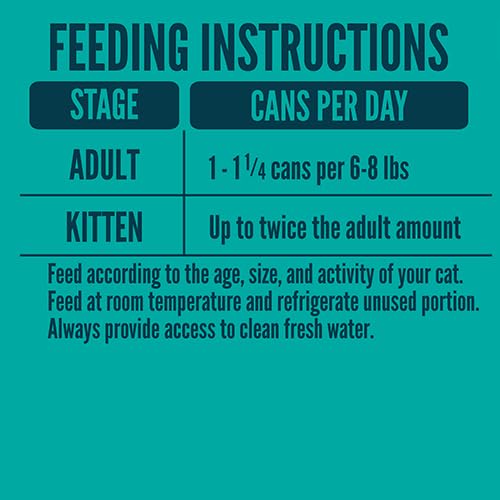 FEEDING INSTRUCTIONS
STAGE CANS PER DAY
ADULT 1 - 1 1/4 cans per 6-8 lbs
KITTEN Up to twice the adult amount
Feed according to the age, size, and activity of your cat.
Feed at room temperature and refrigerate unused portion.
Always provide access to clean fresh water.